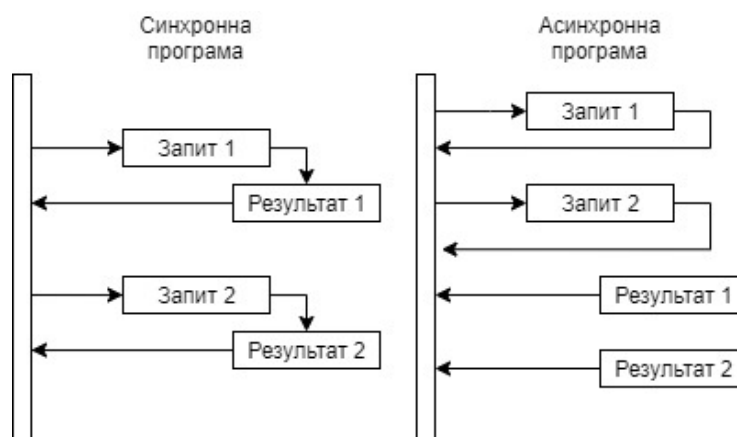 Синхронна
програма
Запит 1
Результат 1
Запит 2
Результат 2
Асинхронна
програма
Запит 1
Запит 2
Результат 1
Результат 2